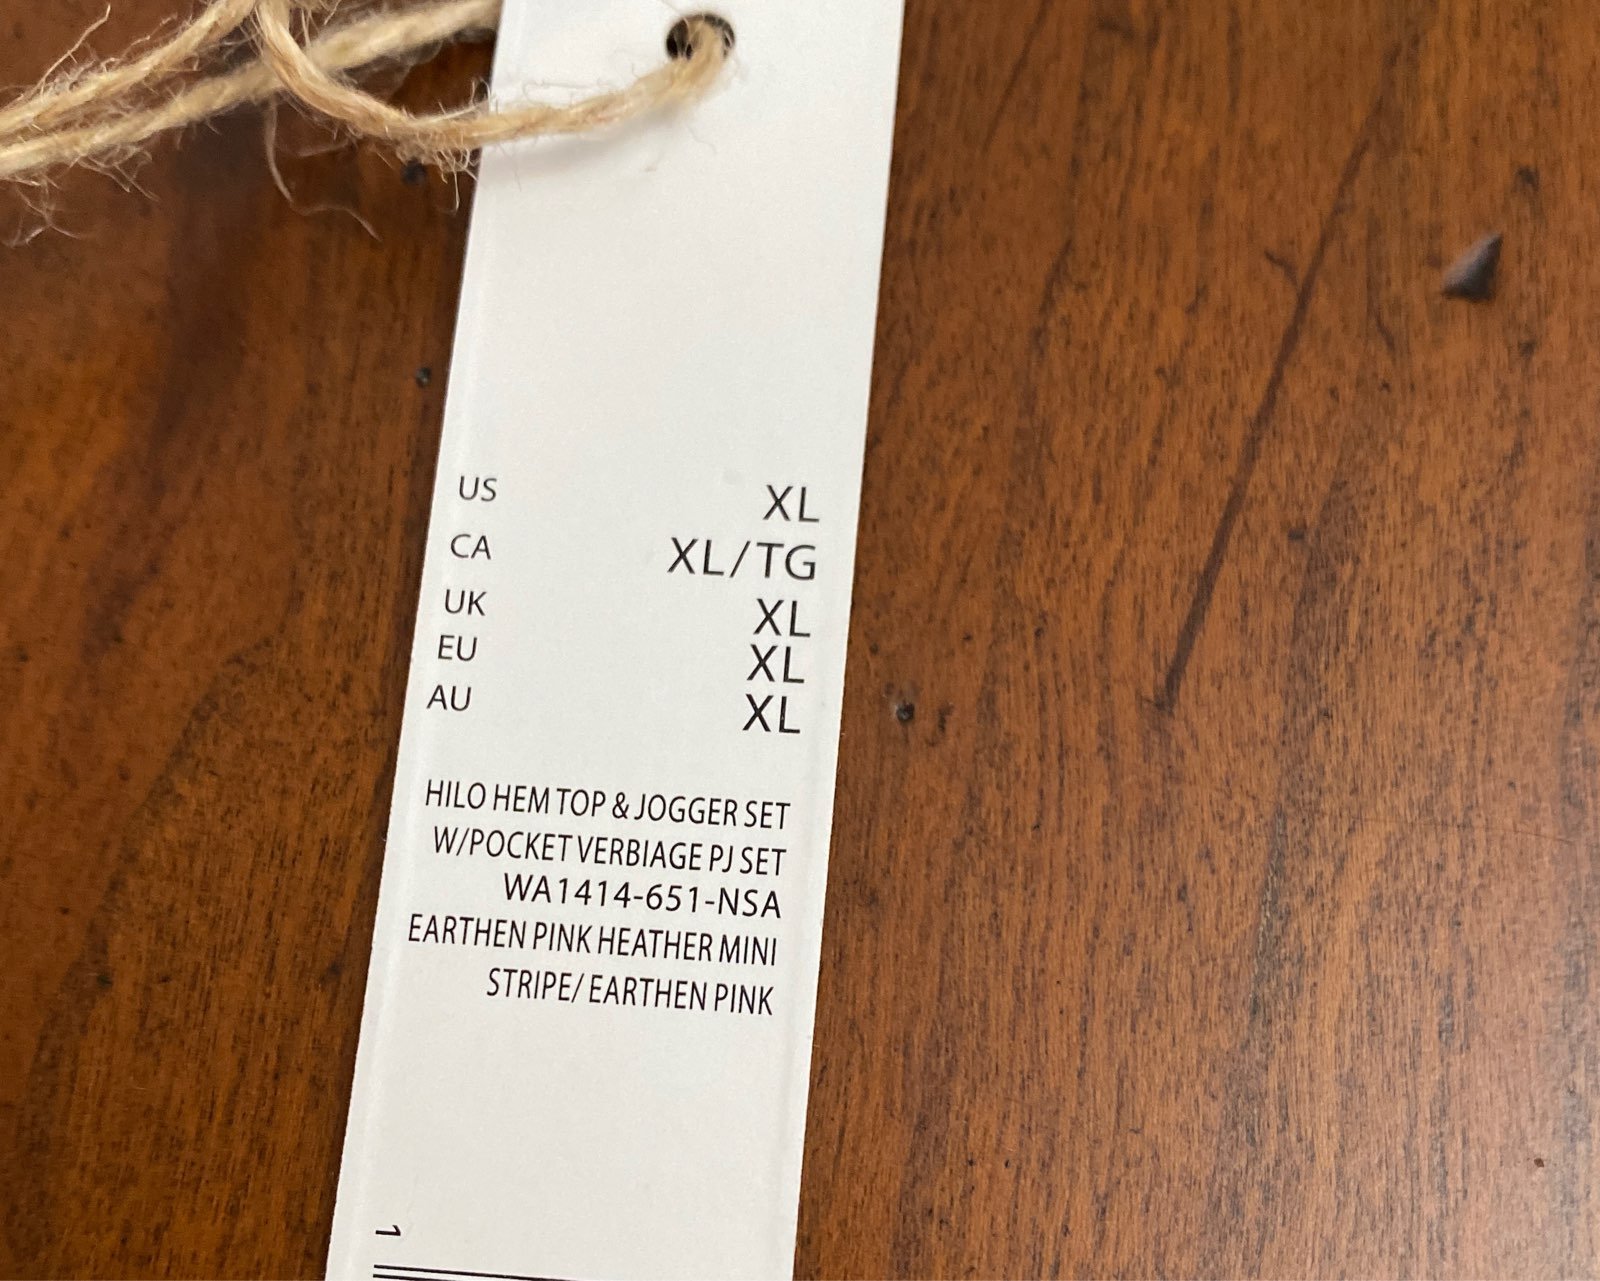 US XL
CA XL/TG
UK XL
EU XL
AU XL
HILO HEM TOP & JOGGER SET
W/POCKET VERBIAGE PJ SET
WA1414-651-NSA
EARTHEN PINK HEATHER MINI
STRIPE/ EARTHEN PINK
1